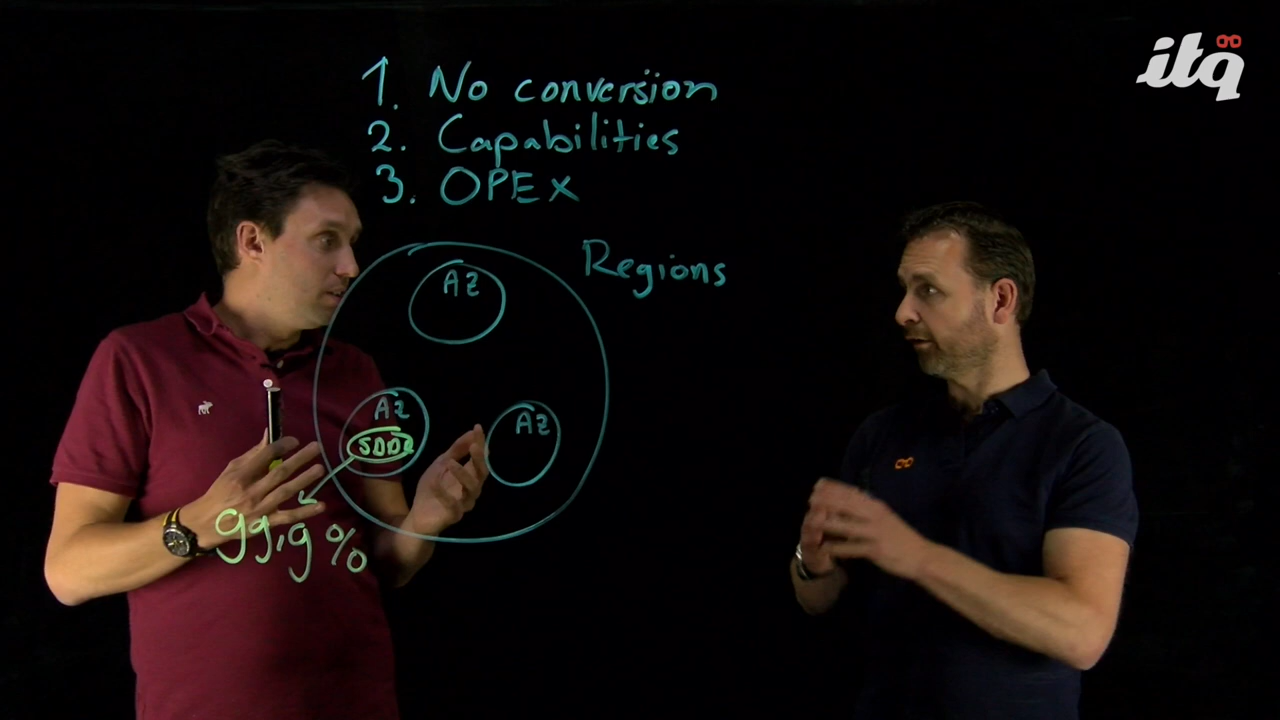 itq
1. No conversion
2. Capabilities
3. OPEX
Regions
AZ
AZ
SDDC
AZ
99,9%